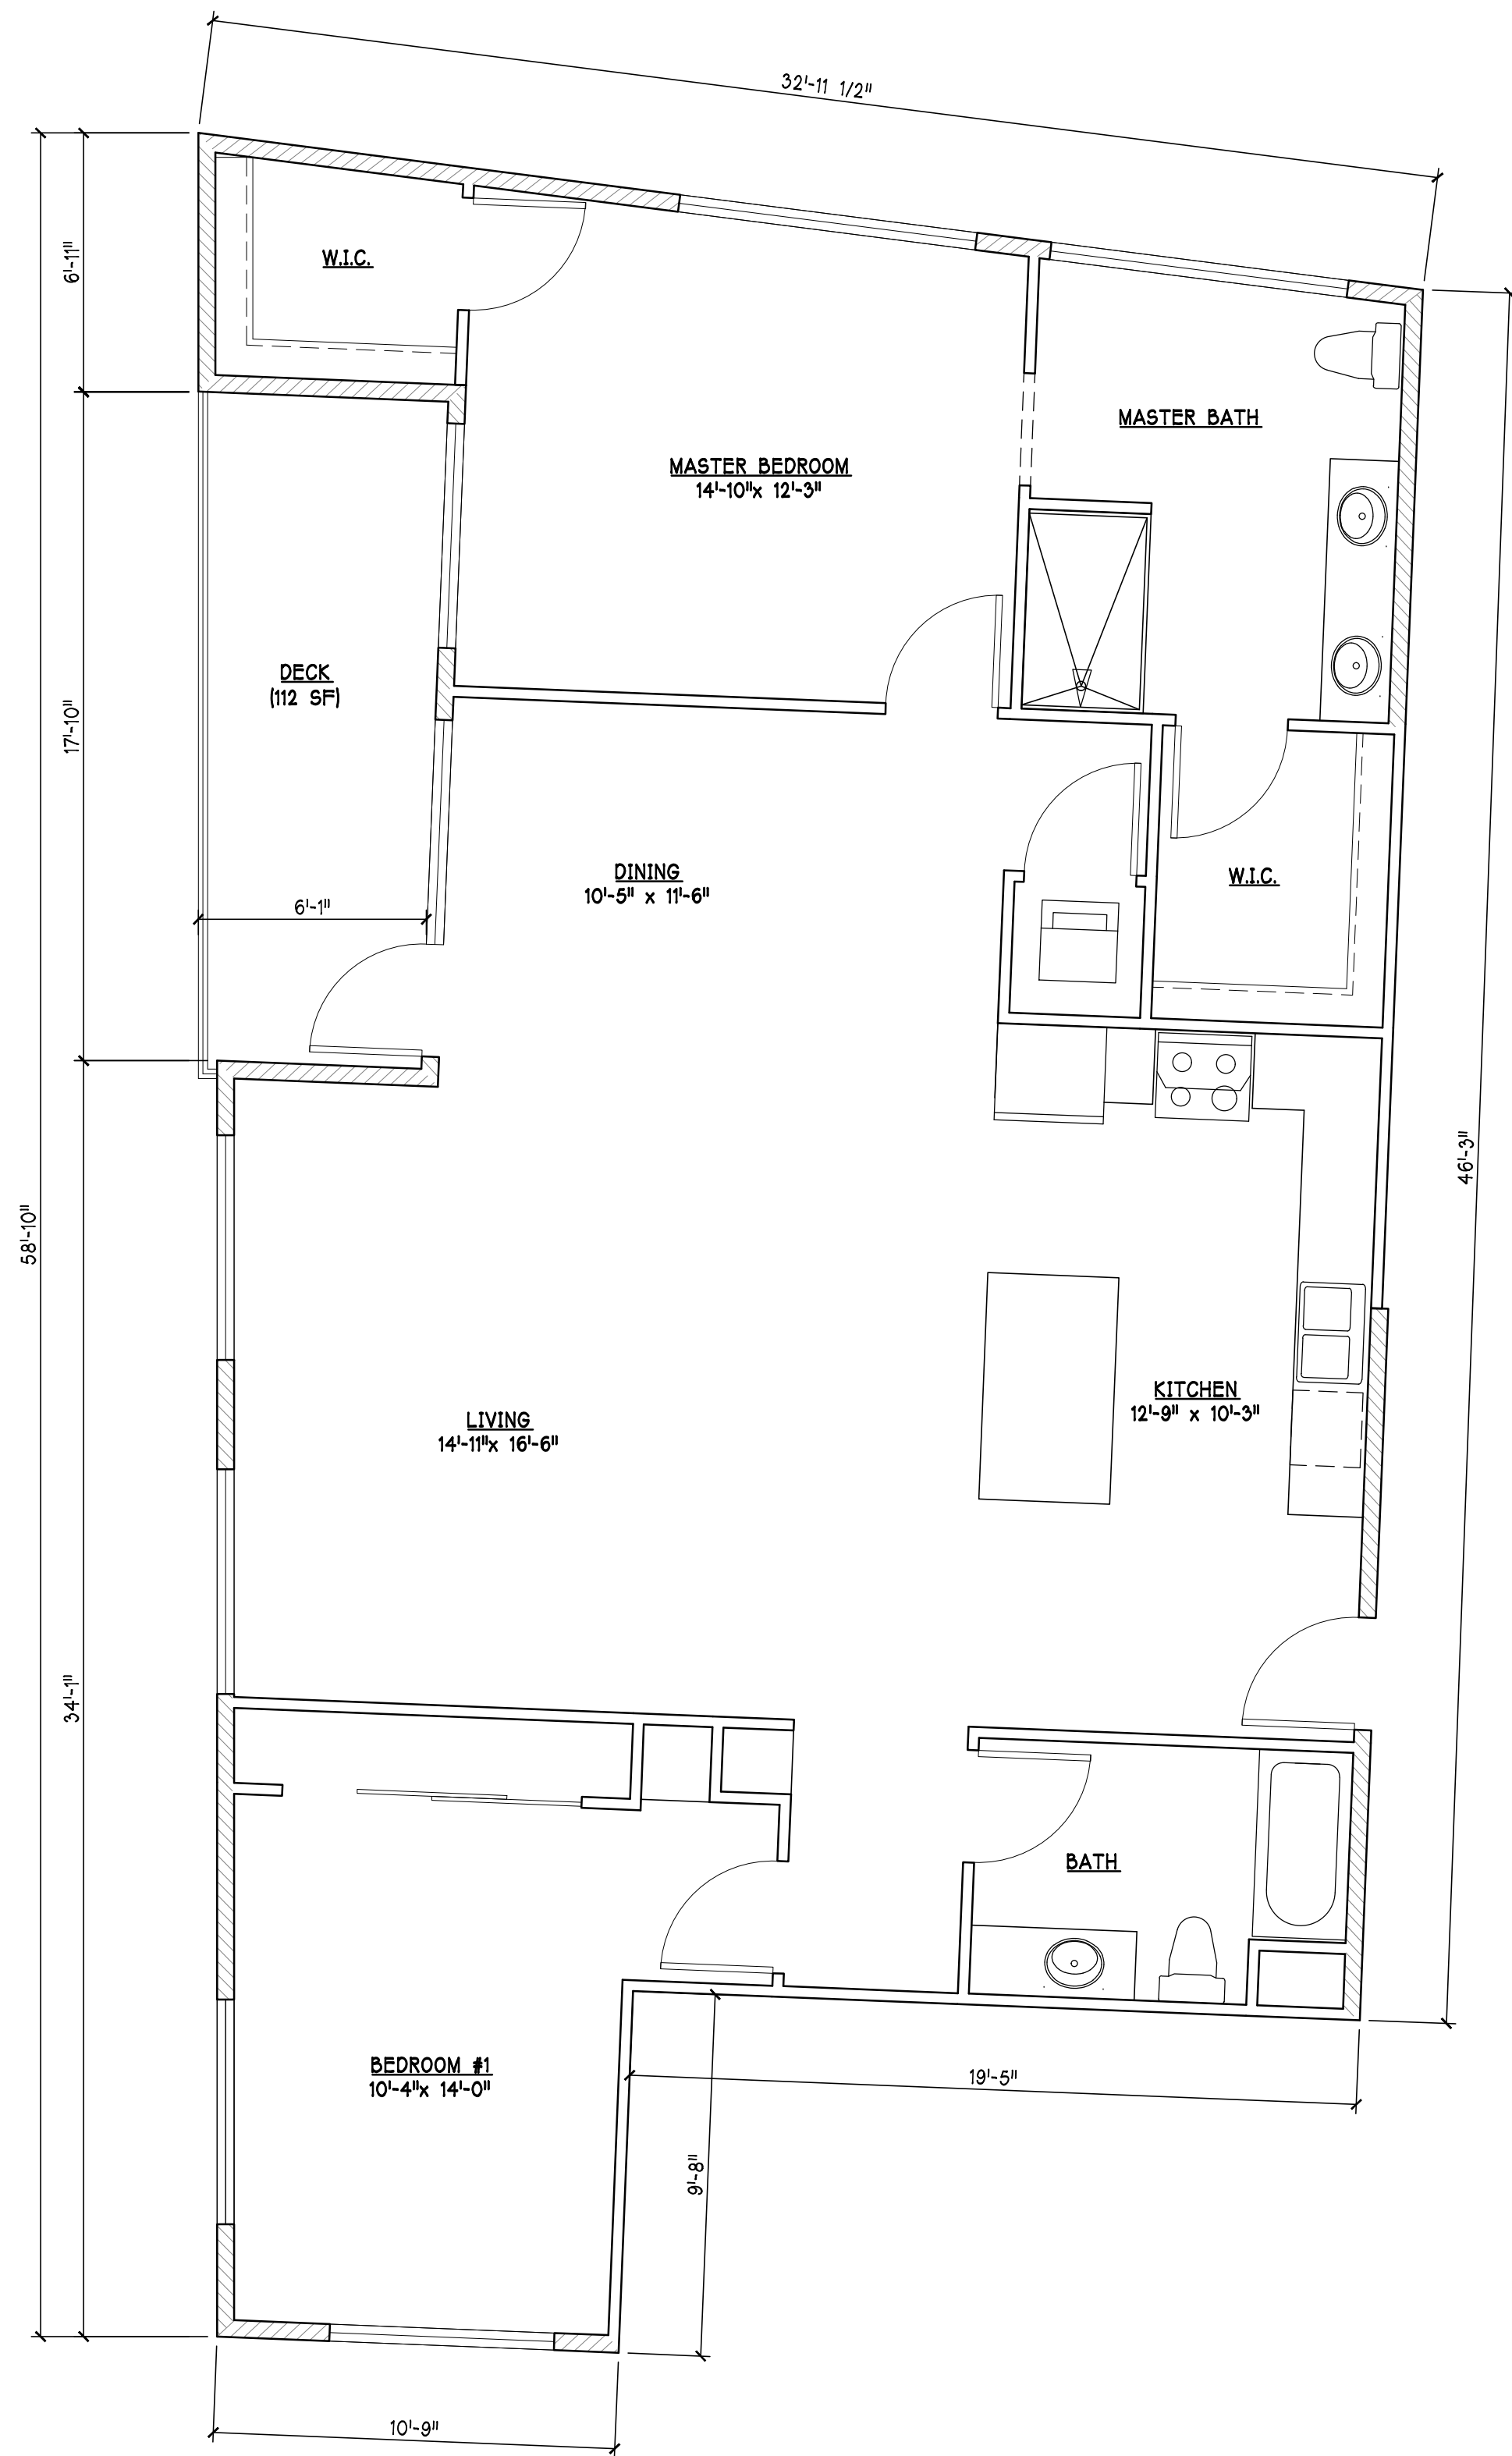 32'-11 1/2"
6'-11"
W.I.C.
MASTER BATH
MASTER BEDROOM
14'-10"x 12'-3"
DECK
(112 SF)
17'-10"
DINING
10'-5" x 11'-6"
W.I.C.
6'-1"
46'-3"
58'-10"
KITCHEN
12'-9" x 10'-3"
LIVING
14'-11"x 16'-6"
34'-1"
BATH
BEDROOM #1
10'-4"x 14'-0"
19'-5"
9'-8"
10'-9"